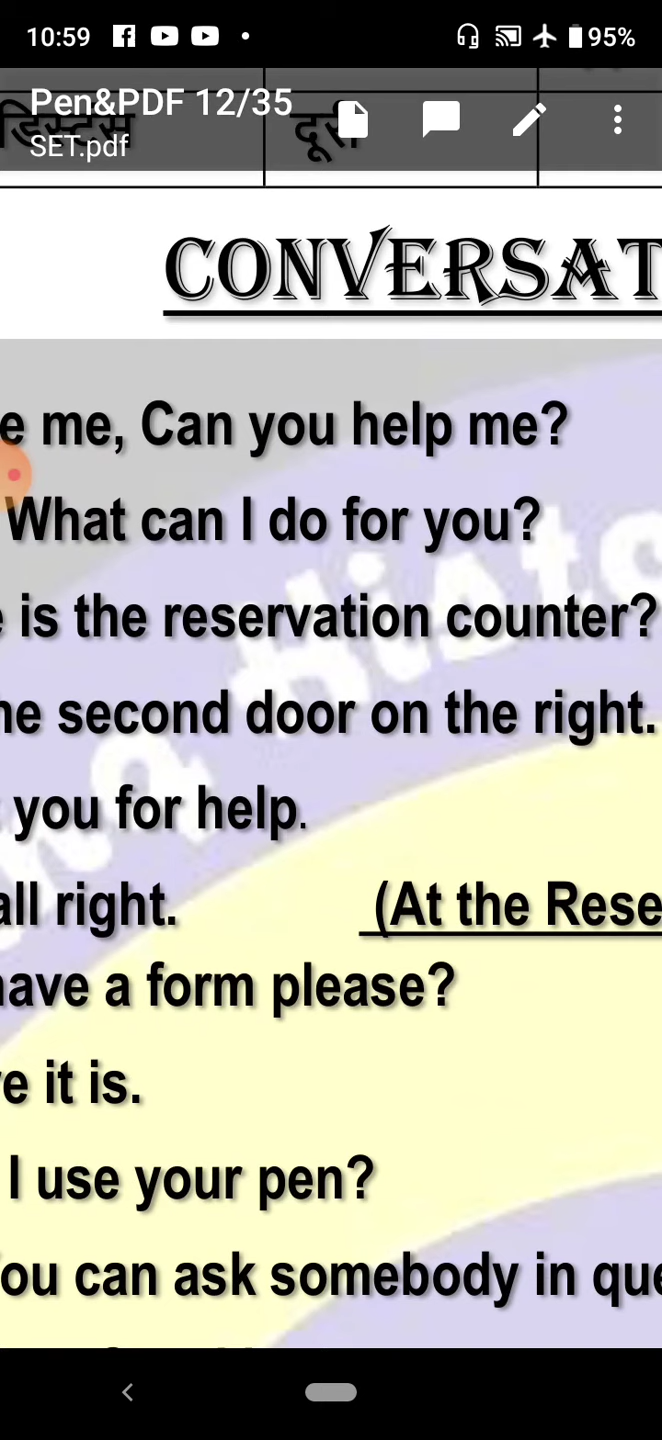 10:59
95%
Pen&PDF 12/35
SET.pdf
डिस्टेंस दूरी
CONVERSAT
e me, Can you help me?
What can I do for you?
e is the reservation counter?
he second door on the right.
you for help.
all right. (At the Rese
have a form please?
re it is.
I use your pen?
You can ask somebody in que